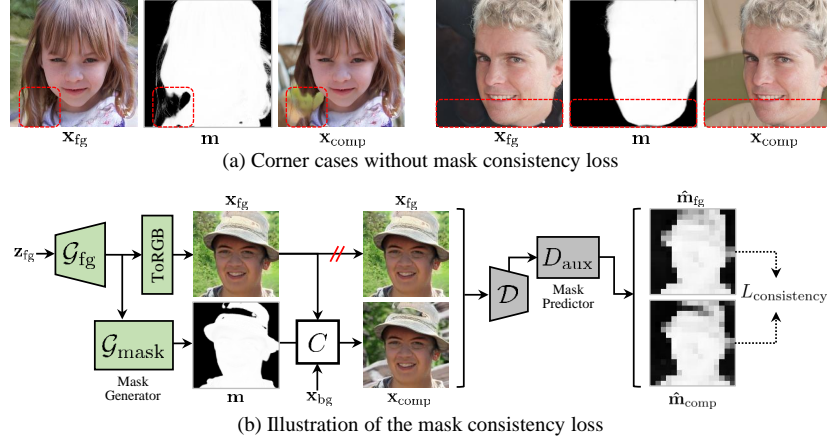 x_fg m x_comp x_fg m x_comp
(a) Corner cases without mask consistency loss
x_fg x_fg m̂_fg
z_fg G_fg ToRGB
D D_aux
Mask
Predictor
L_consistency
G_mask C
Mask
Generator
m x_bg x_comp m̂_comp
(b) Illustration of the mask consistency loss